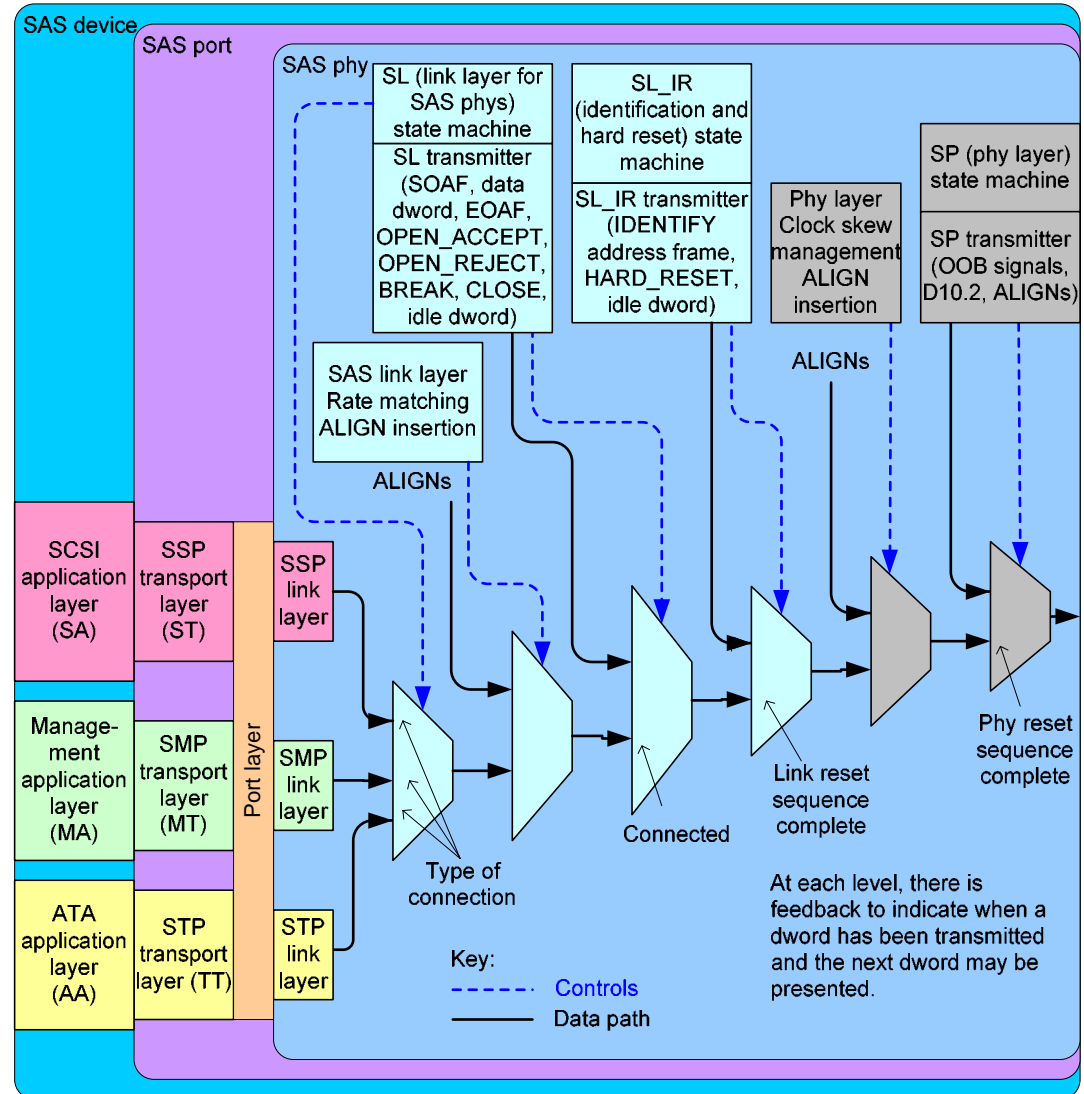 SAS device
SAS port
SAS phy
SL (link layer for
SAS phys)
state machine
SL transmitter
(SOAF, data
dword, EOAF,
OPEN_ACCEPT,
OPEN_REJECT,
BREAK, CLOSE,
idle dword)
SL_IR
(identification and
hard reset) state
machine
SL_IR transmitter
(IDENTIFY
address frame,
HARD_RESET,
idle dword)
Phy layer
Clock skew
management
ALIGN
insertion
SP (phy layer)
state machine
SP transmitter
(OOB signals,
D10.2, ALIGNs)
SAS link layer
Rate matching
ALIGN insertion
ALIGNs
ALIGNs
SCSI
application
layer
(SA)
SSP
transport
layer
(ST)
SSP
link
layer
Manage-
ment
application
layer
(MA)
SMP
transport
layer
(MT)
Port layer
SMP
link
layer
ATA
application
layer
(AA)
STP
transport
layer (TT)
STP
link
layer
Type of
connection
Connected
Link reset
sequence
complete
Phy reset
sequence
complete
At each level, there is
feedback to indicate when a
dword has been transmitted
and the next dword may be
presented.
Key:
Controls
Data path